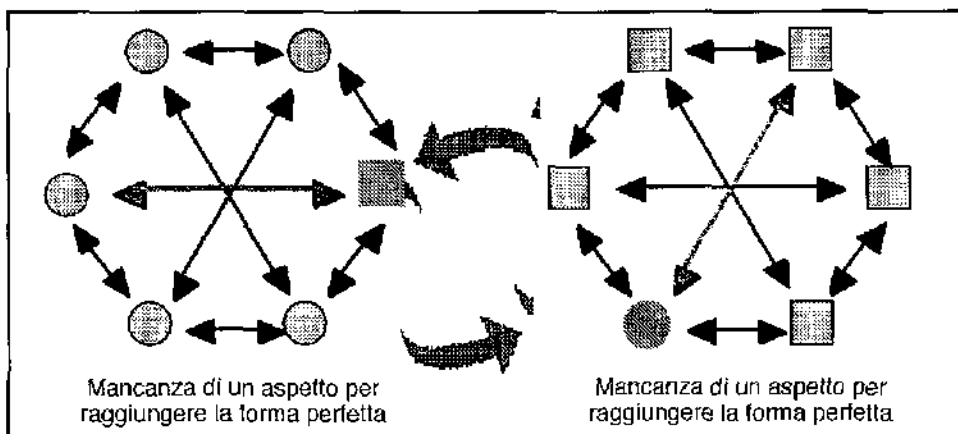 Mancanza di un aspetto per
raggiungere la forma perfetta
Mancanza di un aspetto per
raggiungere la forma perfetta